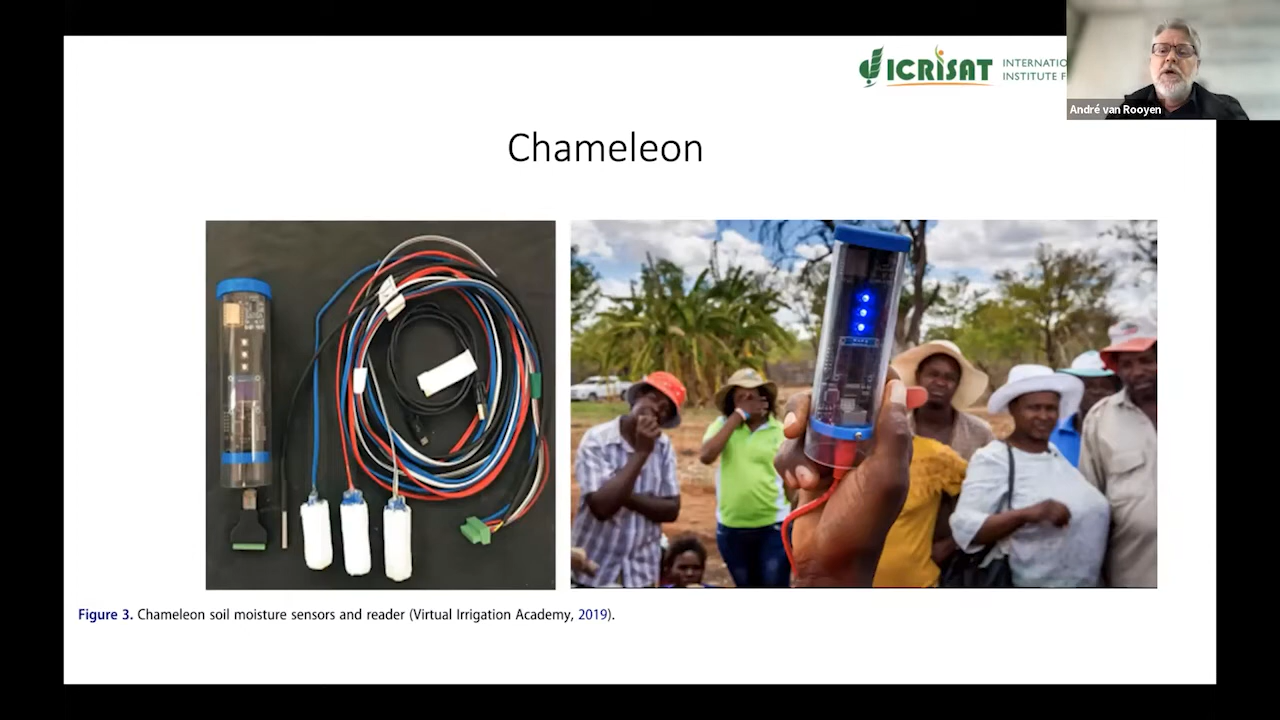 ICRISAT
INTERNATIO
INSTITUTE F
André van Rooyen
Chameleon
Figure 3. Chameleon soil moisture sensors and reader (Virtual Irrigation Academy, 2019).